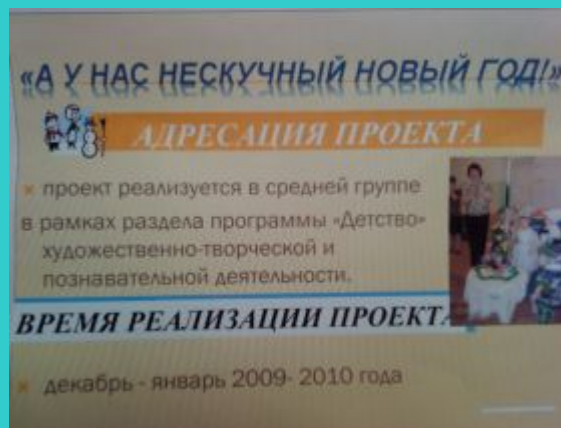 «А У НАС НЕСКУЧНЫЙ НОВЫЙ ГОД!»
АДРЕСАЦИЯ ПРОЕКТА
проект реализуется в средней группе
в рамках раздела программы «Детство»
художественно-творческой и
познавательной деятельности.
ВРЕМЯ РЕАЛИЗАЦИИ ПРОЕКТА
декабрь - январь 2009- 2010 года